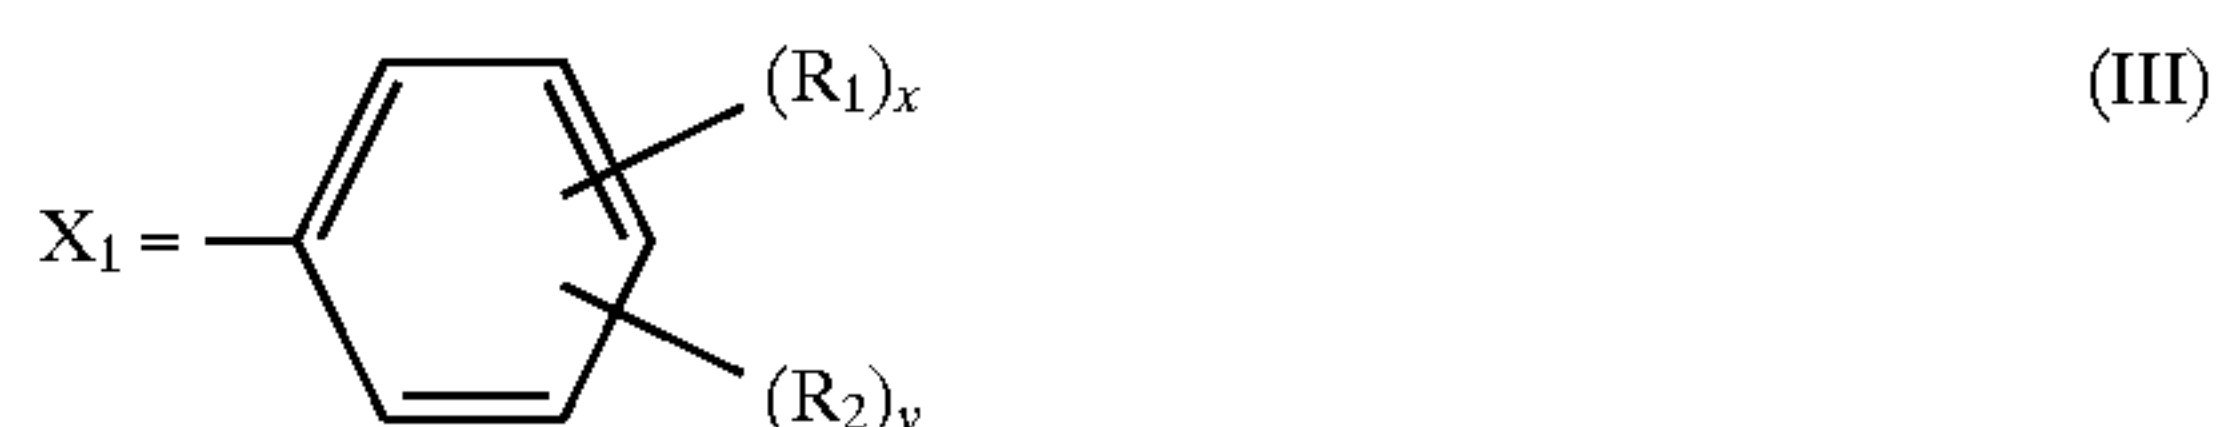 (R₁)ₓ (III)
X₁ =
(R₂)ᵧ